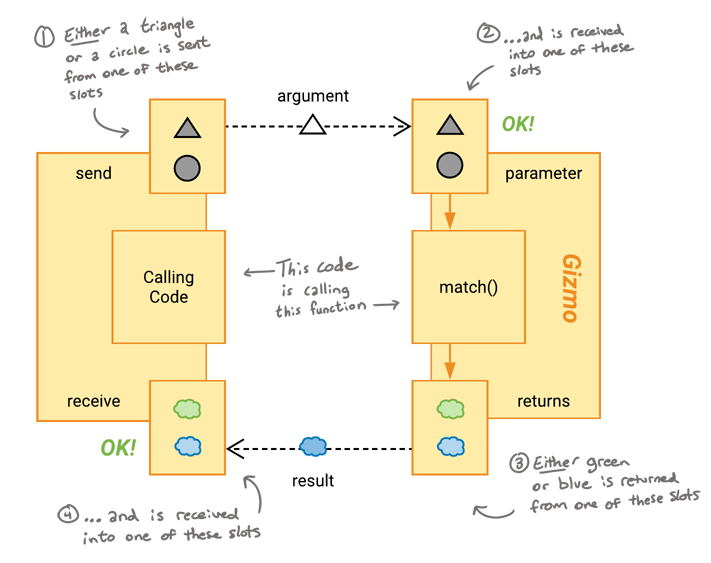 ① Either a triangle
or a circle is sent
from one of these
slots
② ...and is received
into one of these
slots
argument
OK!
send
parameter
Calling
Code
This code
is calling
this function
match()
Gizmo
receive
returns
OK!
result
③ Either green
or blue is returned
from one of these slots
④ ... and is received
into one of these slots